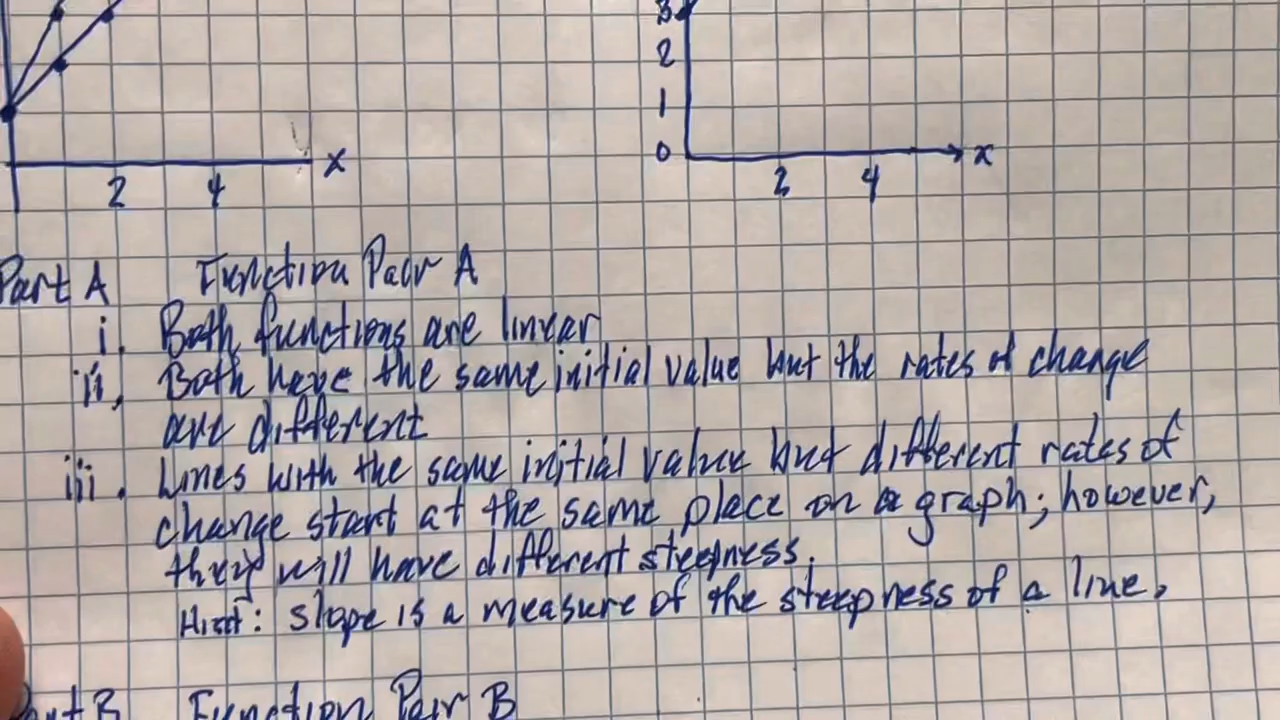 3
2
1
0
x
2 4
x
2 4
Part A Function Pair A
i. Both functions are linear
ii. Both have the same initial value but the rates of change
are different
iii. Lines with the same initial value but different rates of
change start at the same place on a graph; however,
they will have different steepness.
Hint: slope is a measure of the steepness of a line.
Part B Function Pair B